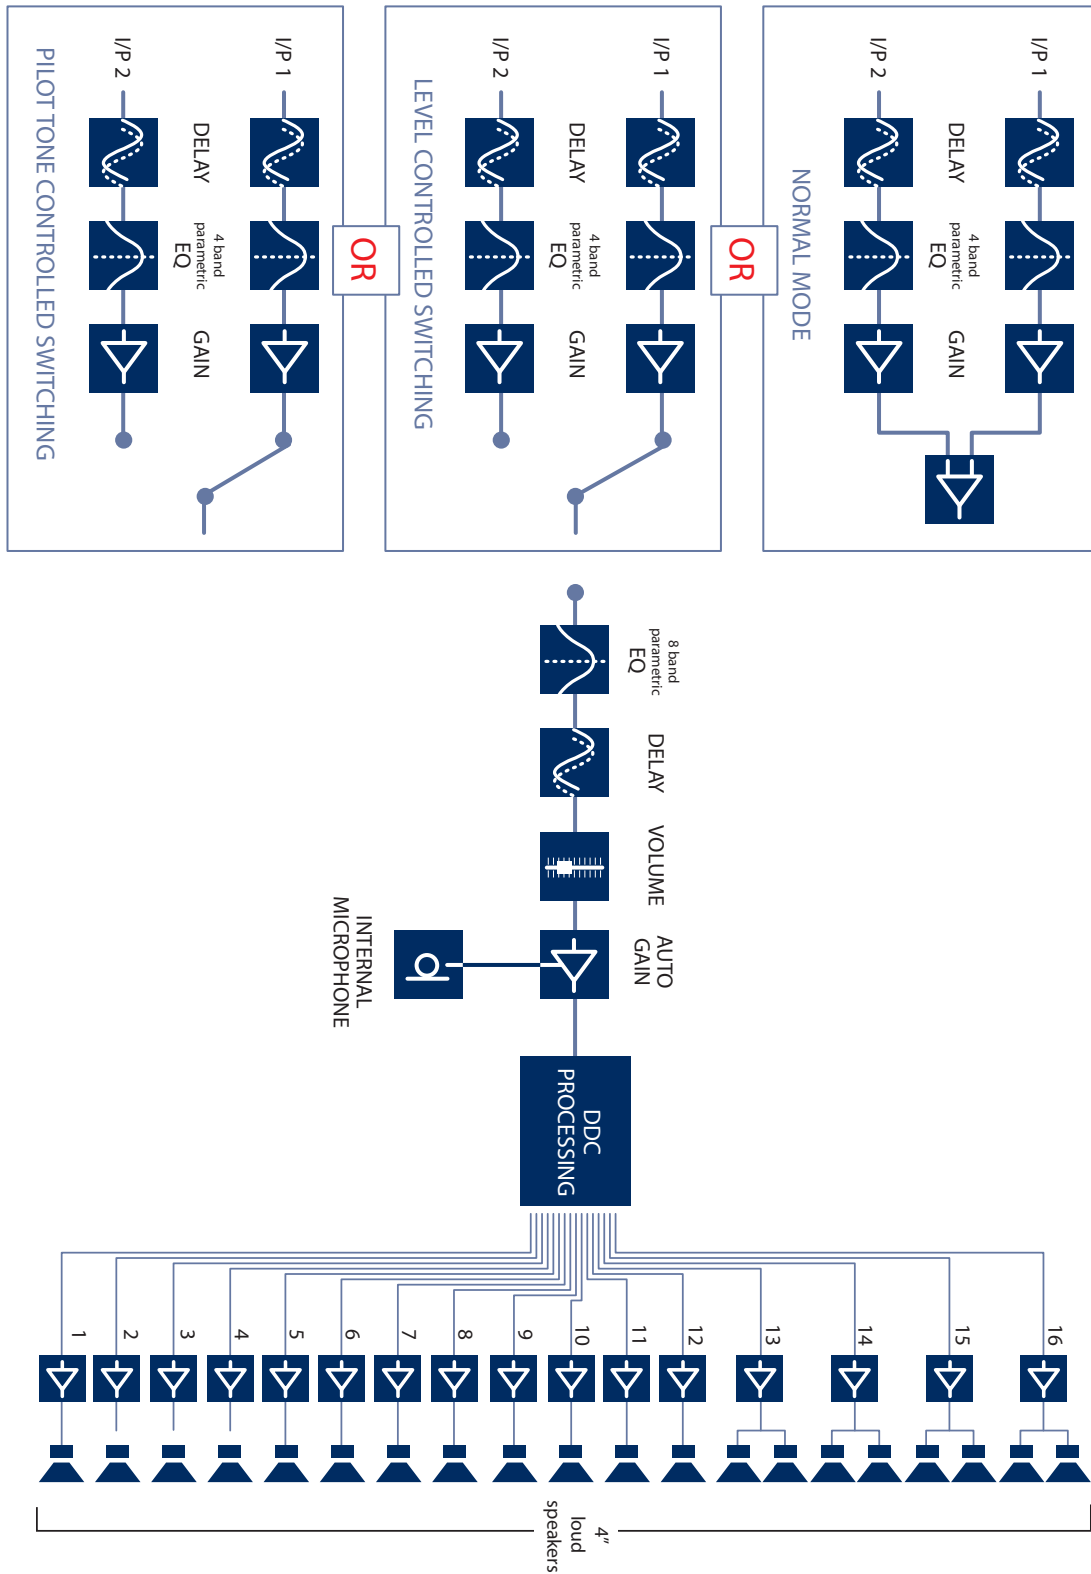 I/P 1
I/P 2
DELAY
4 band
parametric
EQ
GAIN
NORMAL MODE
OR
I/P 1
I/P 2
DELAY
4 band
parametric
EQ
GAIN
LEVEL CONTROLLED SWITCHING
OR
I/P 1
I/P 2
DELAY
4 band
parametric
EQ
GAIN
PILOT TONE CONTROLLED SWITCHING
8 band
parametric
EQ
DELAY
VOLUME
AUTO
GAIN
INTERNAL
MICROPHONE
DDC
PROCESSING
16
15
14
13
12
11
10
9
8
7
6
5
4
3
2
1
4"
loud
speakers